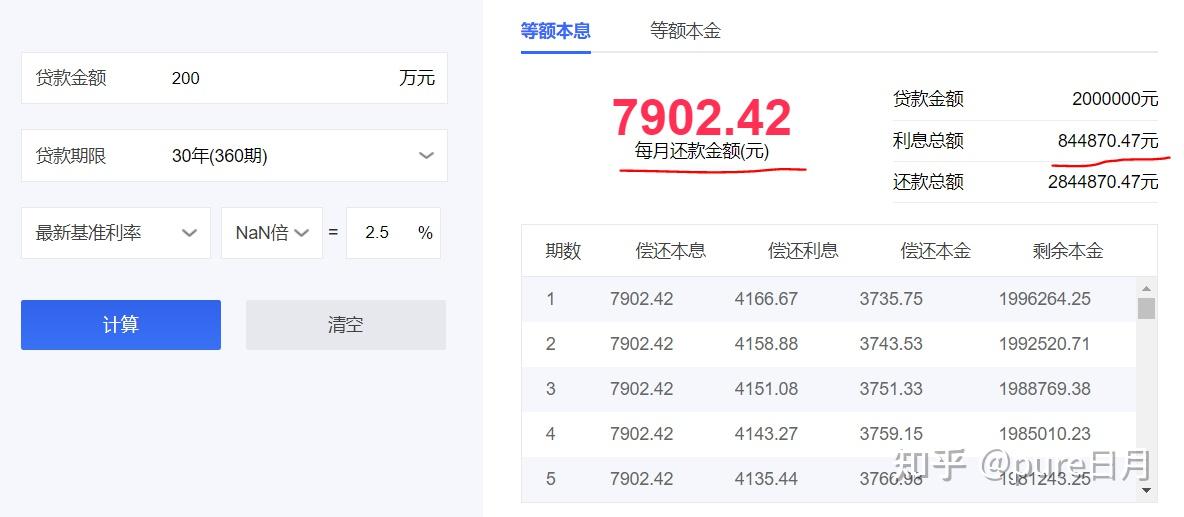 贷款金额 200 万元
贷款期限 30年(360期)
最新基准利率 NaN倍 = 2.5 %
计算 清空
等额本息 等额本金
7902.42
每月还款金额(元)
贷款金额 2000000元
利息总额 844870.47元
还款总额 2844870.47元
期数 偿还本息 偿还利息 偿还本金 剩余本金
1 7902.42 4166.67 3735.75 1996264.25
2 7902.42 4158.88 3743.53 1992520.71
3 7902.42 4151.08 3751.33 1988769.38
4 7902.42 4143.27 3759.15 1985010.23
5 7902.42 4135.44 3766.98 1981243.25
知乎 @pure日月